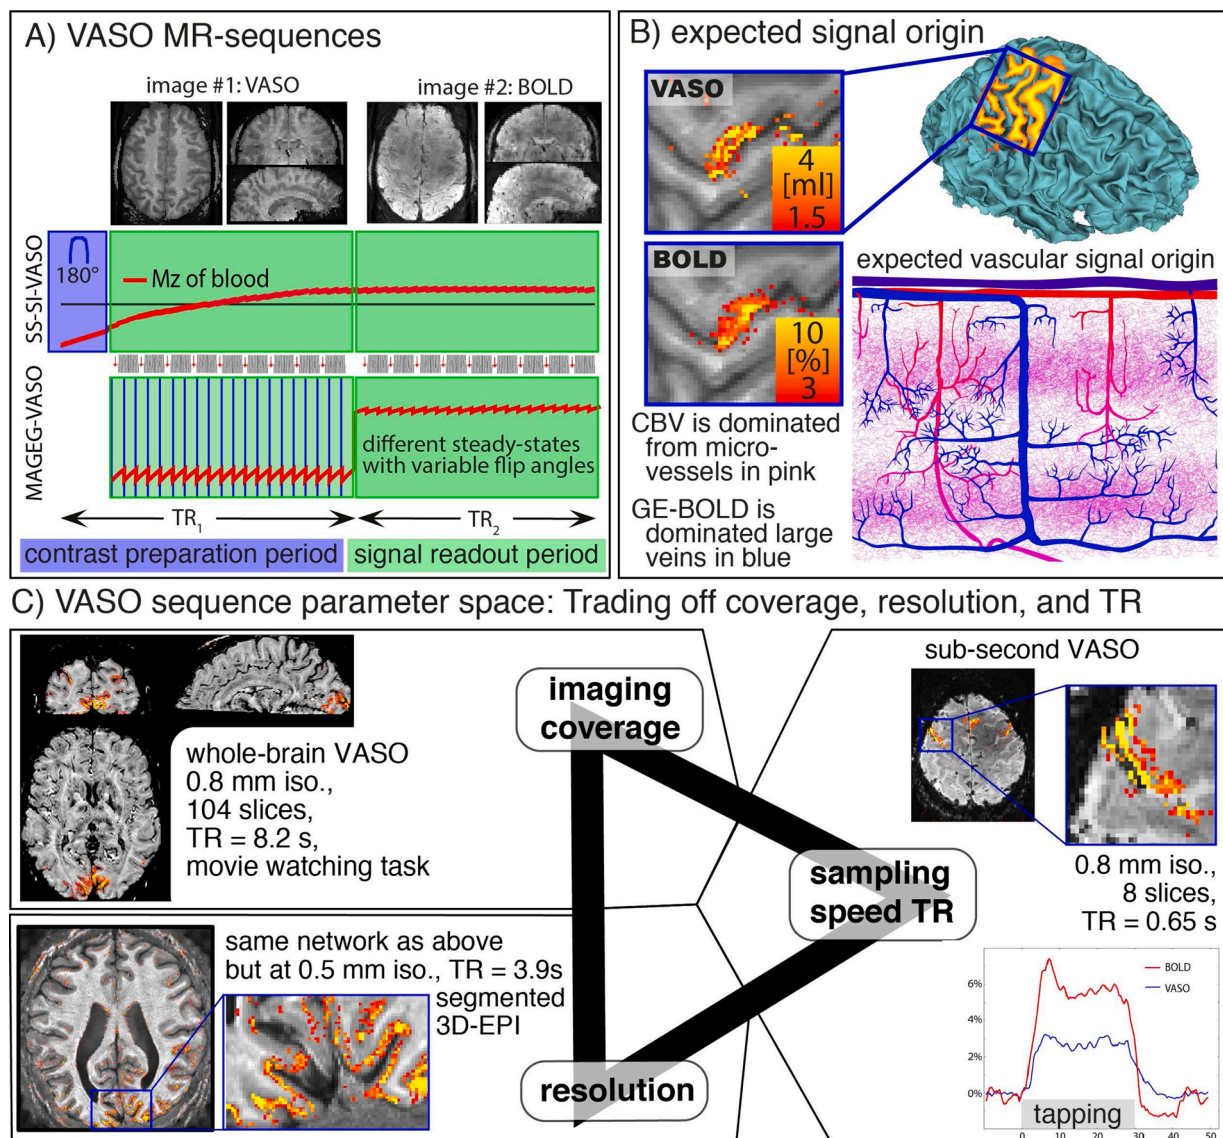 A) VASO MR-sequences
image #1: VASO
image #2: BOLD
SS-SI-VASO
180°
Mz of blood
MAGEG-VASO
different steady-states
with variable flip angles
TR1
TR2
contrast preparation period
signal readout period
B) expected signal origin
VASO
4
[ml]
1.5
BOLD
10
[%]
3
CBV is dominated
from micro-
vessels in pink
GE-BOLD is
dominated large
veins in blue
expected vascular signal origin
C) VASO sequence parameter space: Trading off coverage, resolution, and TR
whole-brain VASO
0.8 mm iso.,
104 slices,
TR = 8.2 s,
movie watching task
same network as above
but at 0.5 mm iso., TR = 3.9s
segmented
3D-EPI
imaging
coverage
sampling
speed TR
resolution
sub-second VASO
0.8 mm iso.,
8 slices,
TR = 0.65 s
BOLD
VASO
6%
4%
2%
0%
tapping
0
10
20
30
40
50